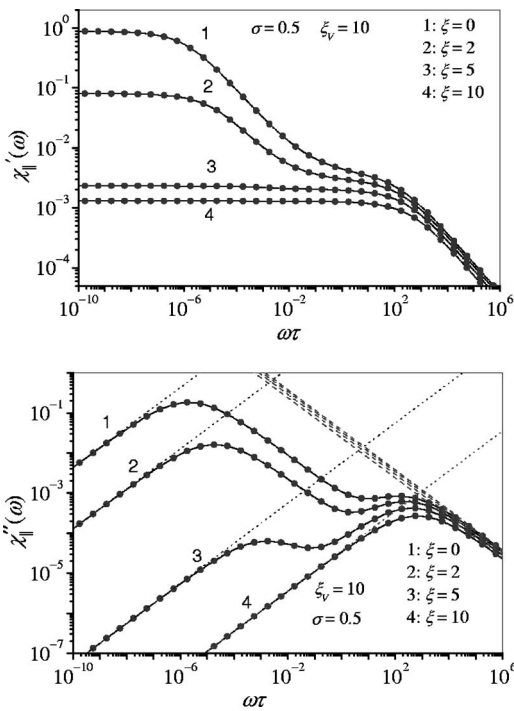 σ = 0.5 ξ_V = 10
1: ξ = 0
2: ξ = 2
3: ξ = 5
4: ξ = 10
1
2
3
4
10^0
10^-1
10^-2
10^-3
10^-4
χ_∥′(ω)
10^-10 10^-6 10^-2 10^2 10^6
ωτ
1
2
3
4
ξ_V = 10
σ = 0.5
1: ξ = 0
2: ξ = 2
3: ξ = 5
4: ξ = 10
10^-1
10^-3
10^-5
10^-7
χ_∥″(ω)
10^-10 10^-6 10^-2 10^2 10^6
ωτ